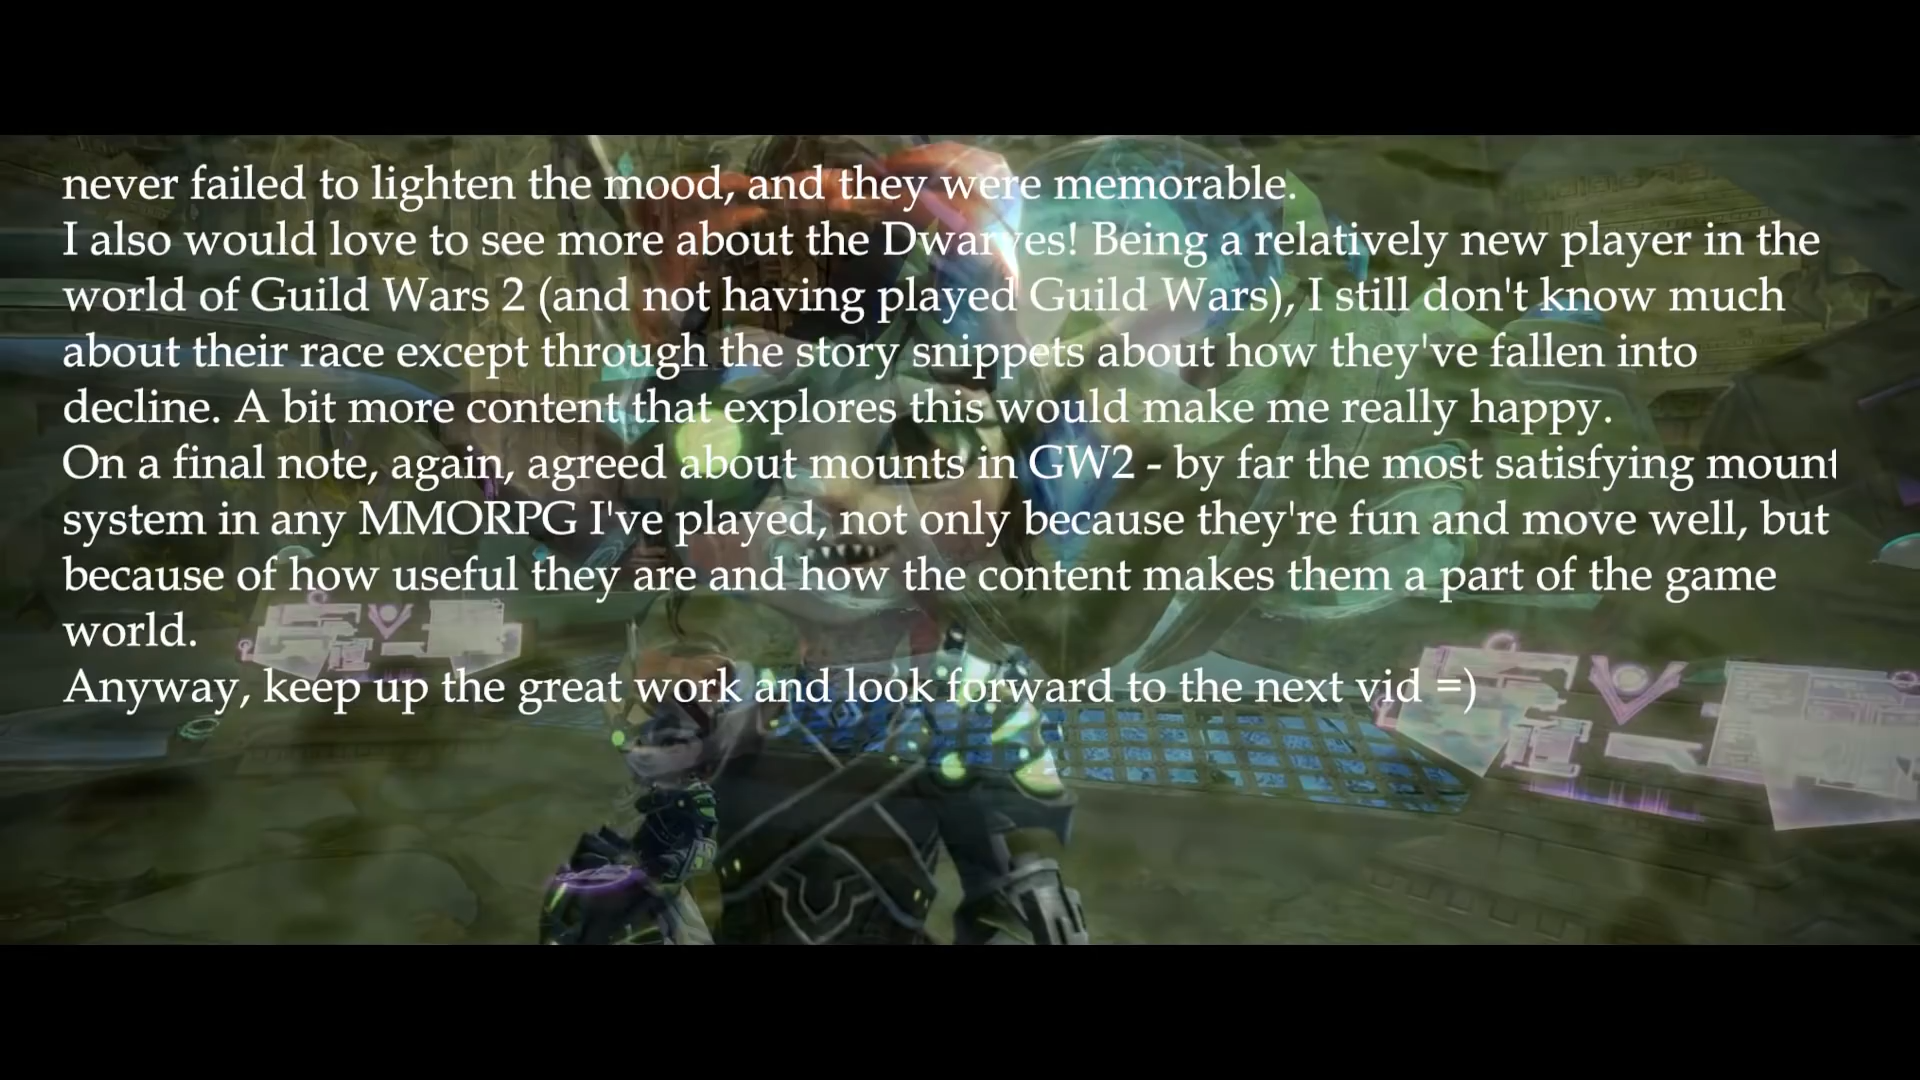 never failed to lighten the mood, and they were memorable.
I also would love to see more about the Dwarves! Being a relatively new player in the
world of Guild Wars 2 (and not having played Guild Wars), I still don't know much
about their race except through the story snippets about how they've fallen into
decline. A bit more content that explores this would make me really happy.
On a final note, again, agreed about mounts in GW2 - by far the most satisfying mount
system in any MMORPG I've played, not only because they're fun and move well, but
because of how useful they are and how the content makes them a part of the game
world.
Anyway, keep up the great work and look forward to the next vid =)